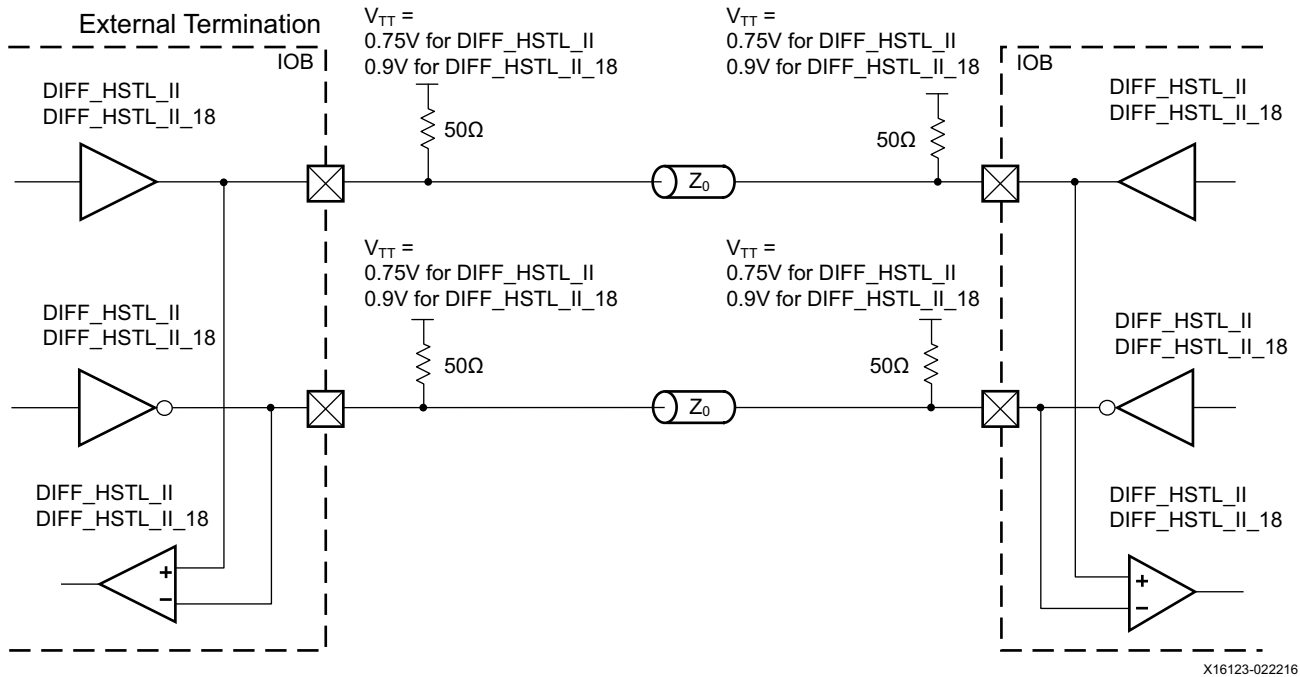 External Termination
IOB
DIFF_HSTL_II
DIFF_HSTL_II_18
V_TT =
0.75V for DIFF_HSTL_II
0.9V for DIFF_HSTL_II_18
50Ω
V_TT =
0.75V for DIFF_HSTL_II
0.9V for DIFF_HSTL_II_18
50Ω
IOB
DIFF_HSTL_II
DIFF_HSTL_II_18
Z_0
DIFF_HSTL_II
DIFF_HSTL_II_18
V_TT =
0.75V for DIFF_HSTL_II
0.9V for DIFF_HSTL_II_18
50Ω
V_TT =
0.75V for DIFF_HSTL_II
0.9V for DIFF_HSTL_II_18
50Ω
DIFF_HSTL_II
DIFF_HSTL_II_18
Z_0
DIFF_HSTL_II
DIFF_HSTL_II_18
+
−
DIFF_HSTL_II
DIFF_HSTL_II_18
+
−
X16123-022216